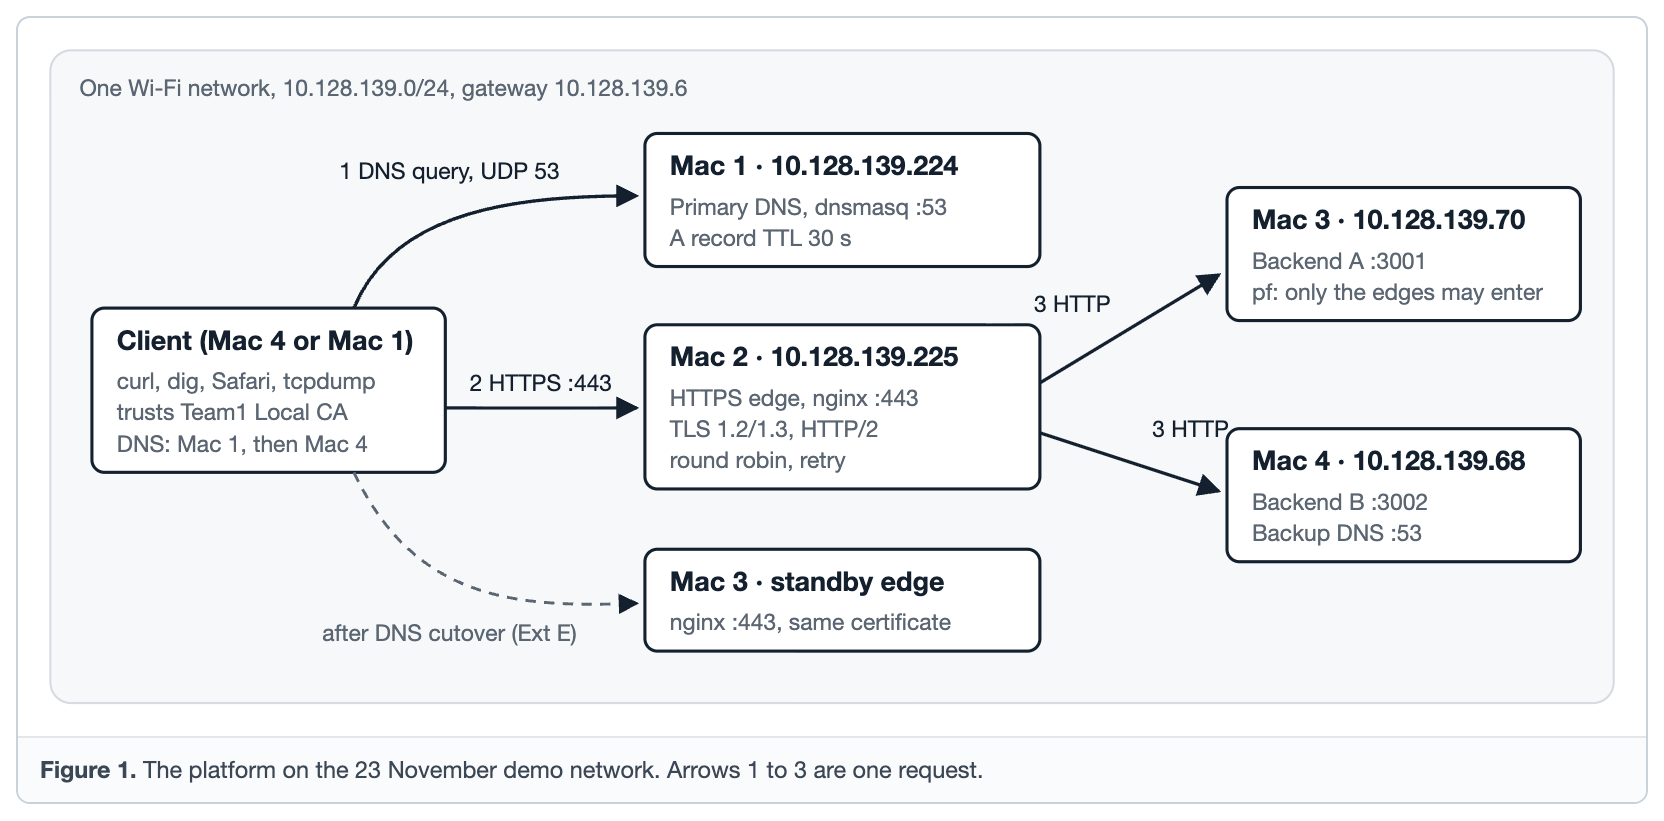 One Wi-Fi network, 10.128.139.0/24, gateway 10.128.139.6
1 DNS query, UDP 53
Mac 1 · 10.128.139.224
Primary DNS, dnsmasq :53
A record TTL 30 s
Client (Mac 4 or Mac 1)
curl, dig, Safari, tcpdump
trusts Team1 Local CA
DNS: Mac 1, then Mac 4
2 HTTPS :443
Mac 2 · 10.128.139.225
HTTPS edge, nginx :443
TLS 1.2/1.3, HTTP/2
round robin, retry
3 HTTP
Mac 3 · 10.128.139.70
Backend A :3001
pf: only the edges may enter
3 HTTP
Mac 4 · 10.128.139.68
Backend B :3002
Backup DNS :53
after DNS cutover (Ext E)
Mac 3 · standby edge
nginx :443, same certificate
Figure 1. The platform on the 23 November demo network. Arrows 1 to 3 are one request.